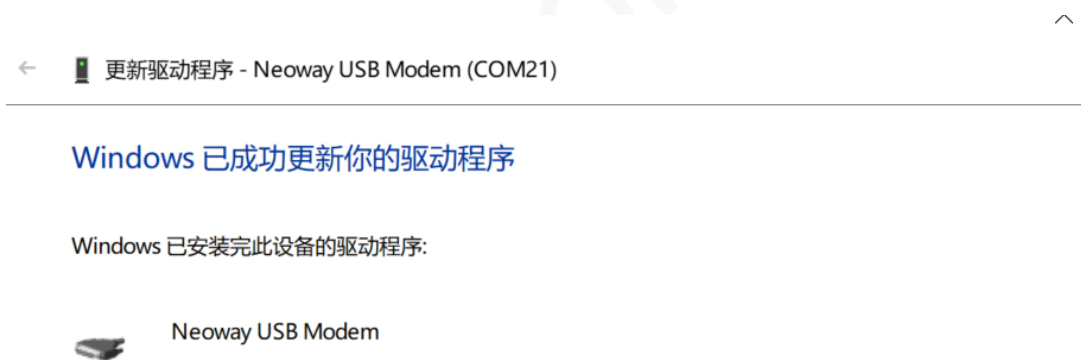 更新驱动程序 - Neoway USB Modem (COM21)
Windows 已成功更新你的驱动程序
Windows 已安装完此设备的驱动程序:
Neoway USB Modem